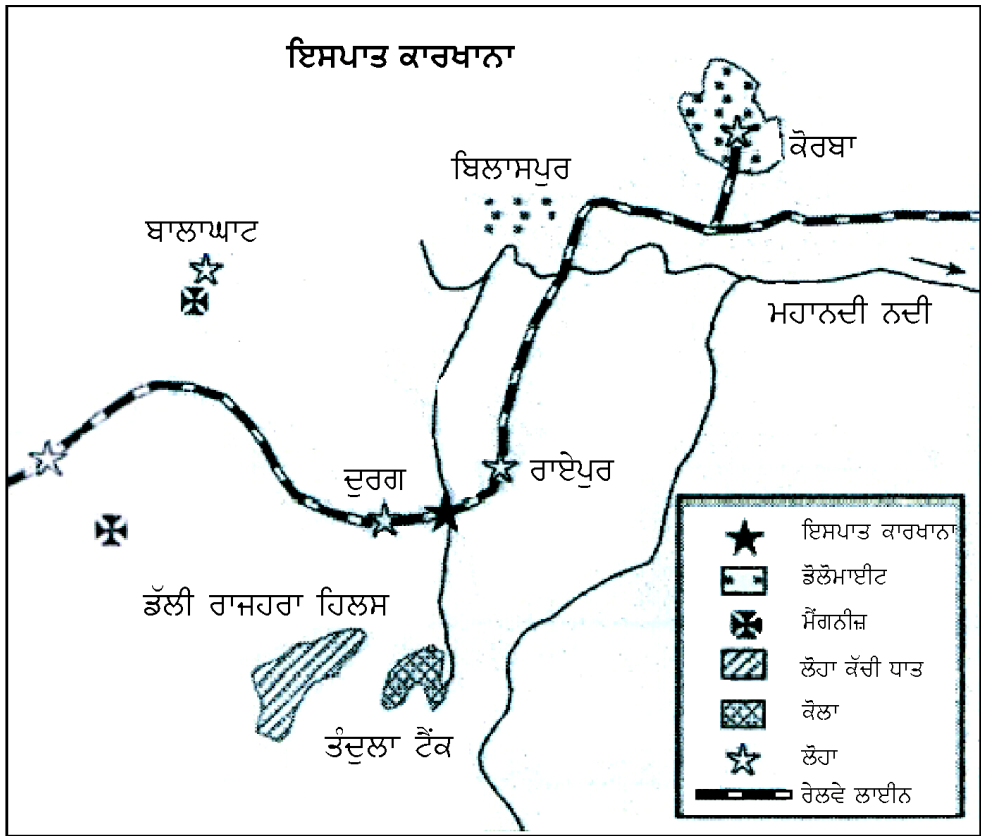 ਇਸਪਾਤ ਕਾਰਖਾਨਾ
ਕੋਰਬਾ
ਬਿਲਾਸਪੁਰ
ਬਾਲਾਘਾਟ
ਮਹਾਨਦੀ ਨਦੀ
ਦੁਰਗ
ਰਾਏਪੁਰ
ਡੱਲੀ ਰਾਜਹਰਾ ਹਿਲਸ
ਤੰਦੁਲਾ ਟੈਂਕ
ਇਸਪਾਤ ਕਾਰਖਾਨਾ
ਡੋਲੋਮਾਈਟ
ਮੈਂਗਨੀਜ਼
ਲੋਹਾ ਕੱਚੀ ਧਾਤ
ਕੋਲਾ
ਲੋਹਾ
ਰੇਲਵੇ ਲਾਈਨ